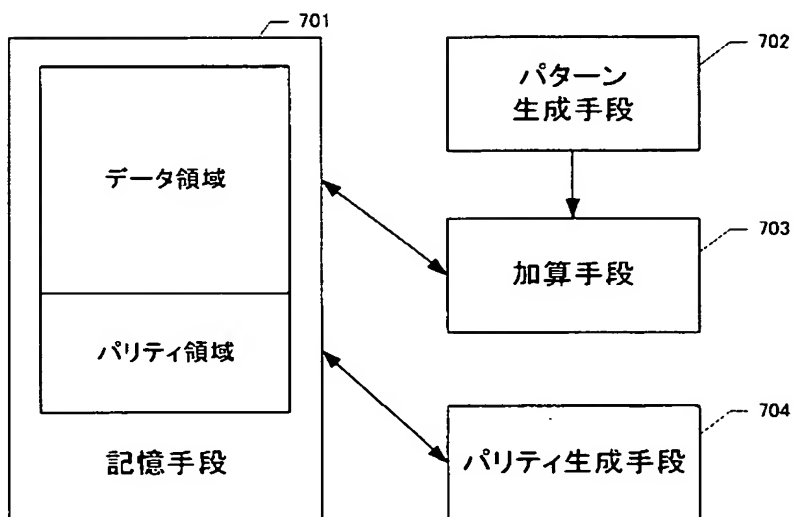 701
データ領域
パリティ領域
記憶手段
702
パターン
生成手段
703
加算手段
704
パリティ生成手段